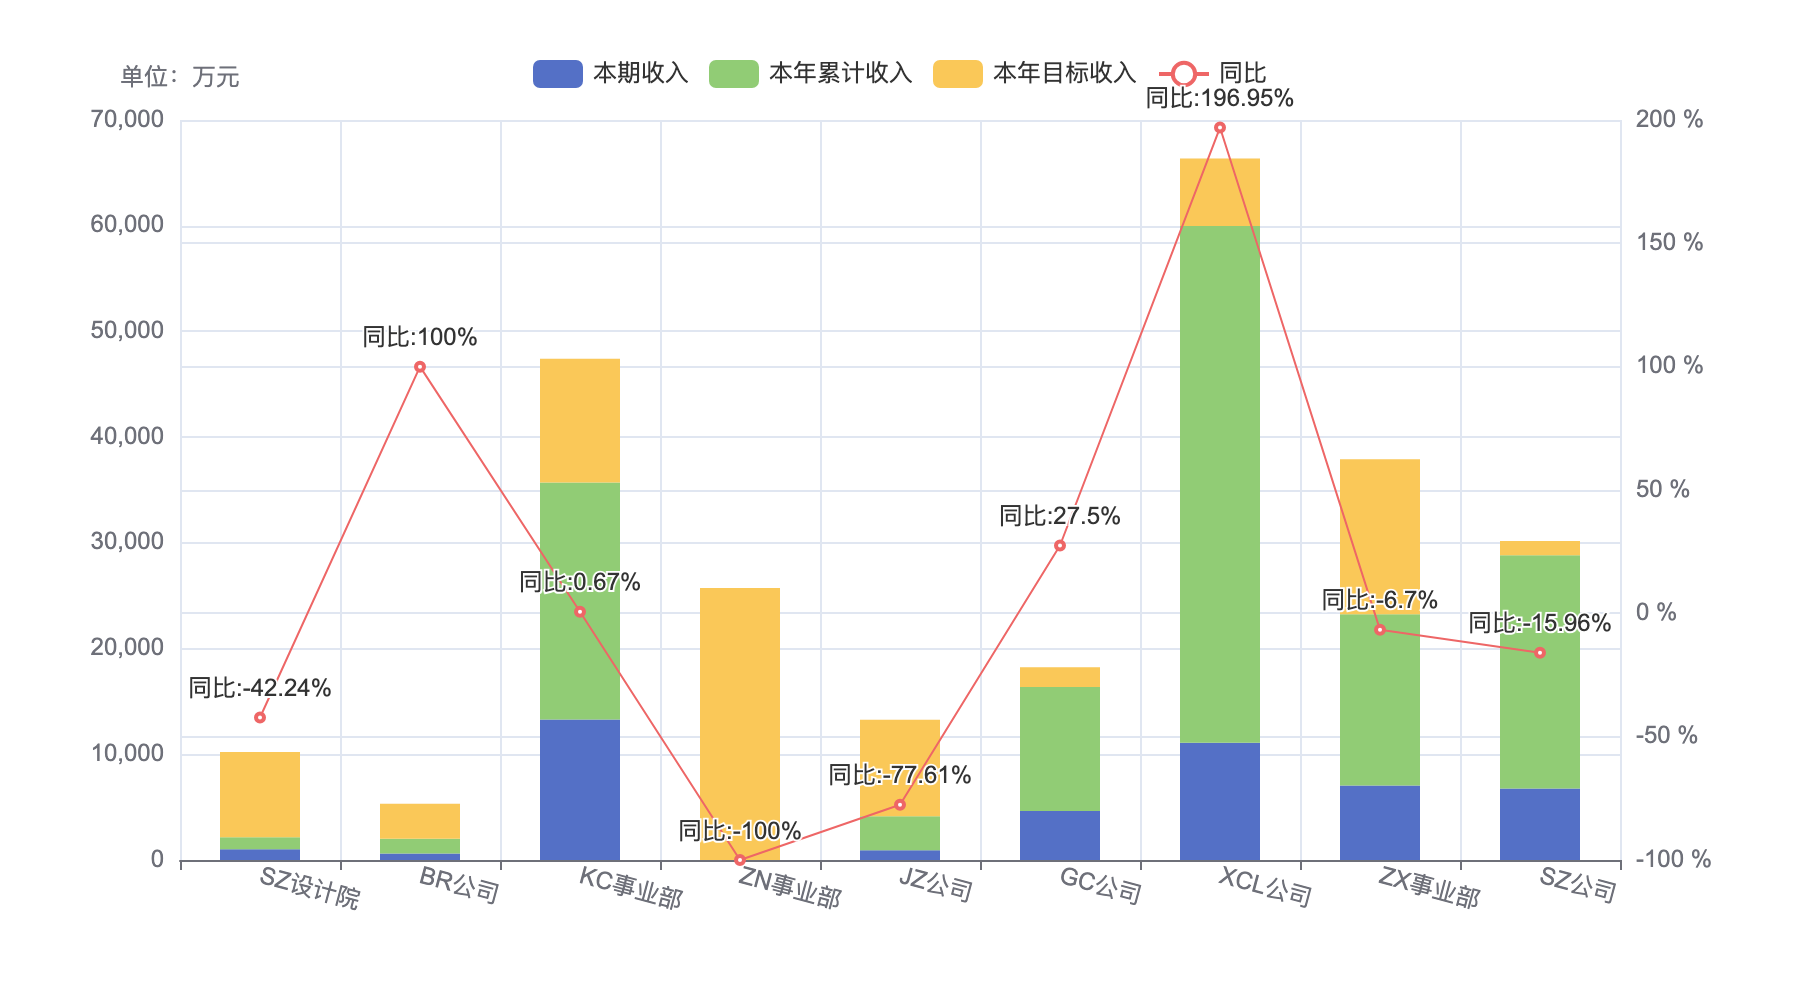 单位：万元
本期收入 本年累计收入 本年目标收入 同比
同比:196.95%
70,000 200 %
60,000
150 %
50,000
同比:100%
100 %
40,000
50 %
同比:27.5%
30,000
同比:0.67%
同比:-6.7%
0 %
同比:-15.96%
20,000
同比:-42.24%
-50 %
10,000
同比:-77.61%
同比:-100%
0 -100 %
SZ设计院 BR公司 KC事业部 ZN事业部 JZ公司 GC公司 XCL公司 ZX事业部 SZ公司